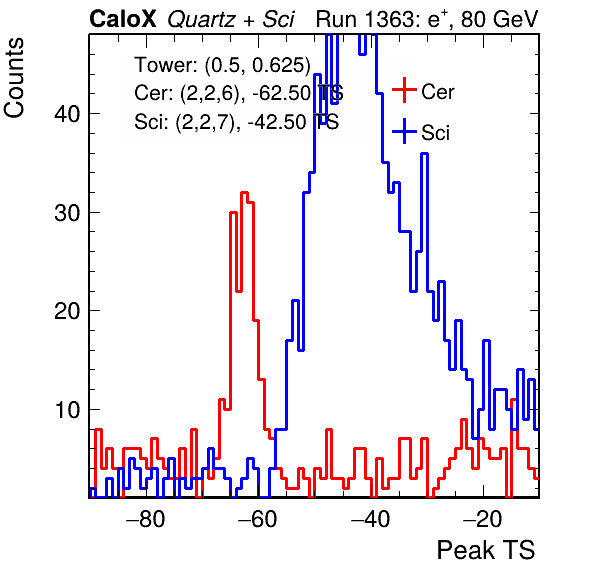 CaloX Quartz + Sci Run 1363: e⁺, 80 GeV
Counts
Tower: (0.5, 0.625)
Cer: (2,2,6), -62.50 TS
Sci: (2,2,7), -42.50 TS
Cer
Sci
40
30
20
10
−80 −60 −40 −20
Peak TS